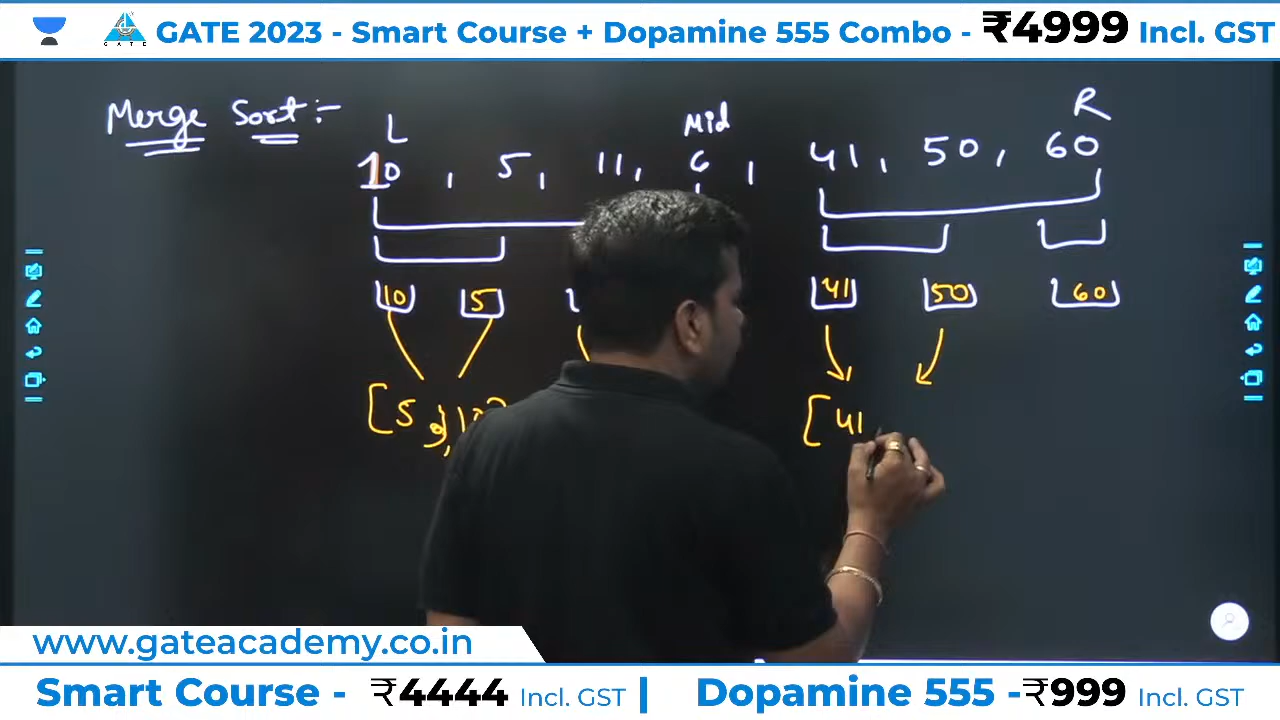 GATE 2023 - Smart Course + Dopamine 555 Combo - ₹4999 Incl. GST
GATE
Merge Sort :-
L Mid R
10 , 5 , 11 , 6 , 41 , 50 , 60
10 5 41 50 60
[5 , 10 [41
www.gateacademy.co.in
Smart Course - ₹4444 Incl. GST | Dopamine 555 -₹999 Incl. GST